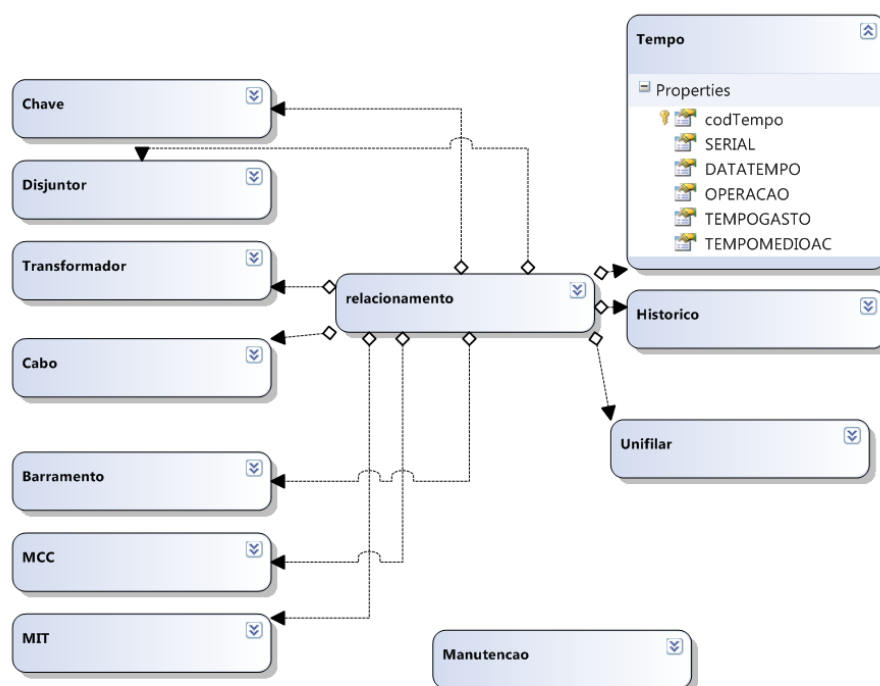 Chave
Disjuntor
Transformador
Cabo
Barramento
MCC
MIT
relacionamento
Tempo
Properties
codTempo
SERIAL
DATATEMPO
OPERACAO
TEMPOGASTO
TEMPOMEDIOAC
Historico
Unifilar
Manutencao